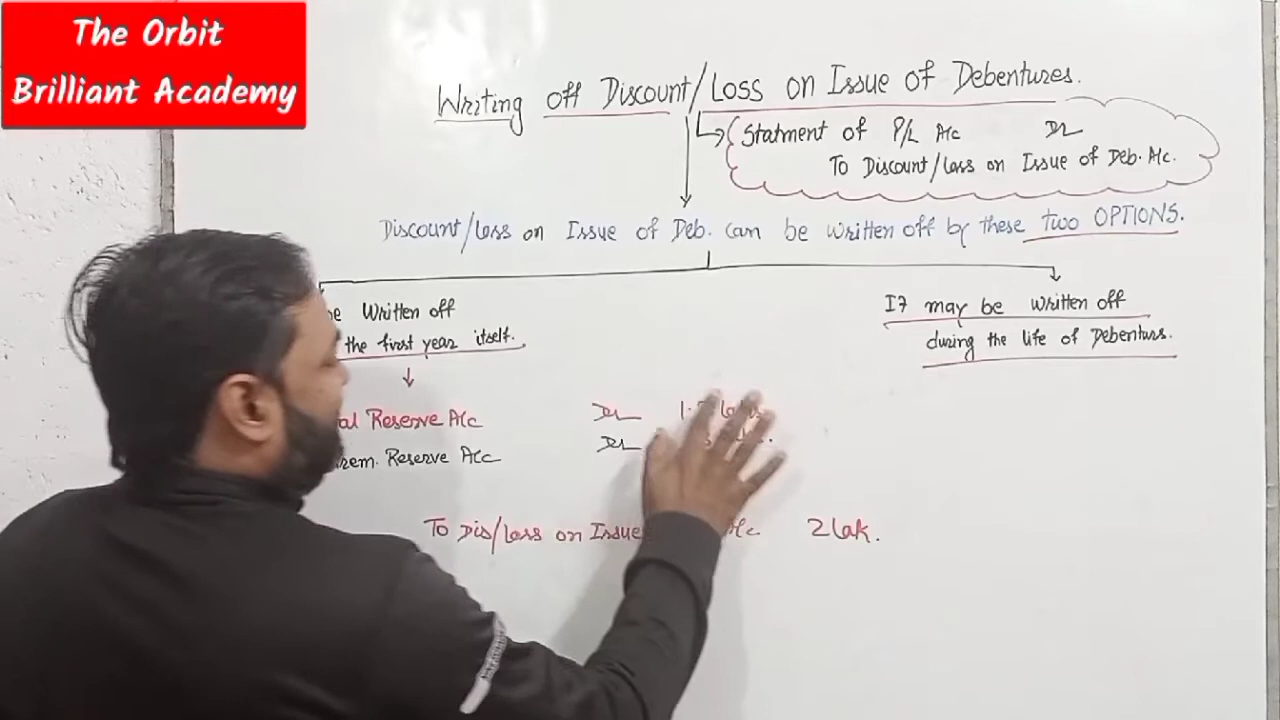 The Orbit
Brilliant Academy
Writing off Discount/Loss on Issue of Debentures.
(Statment of P/L A/c Dr
To Discount/Loss on Issue of Deb. A/c.
Discount/Loss on Issue of Deb. can be written off by these two OPTIONS.
Written off
the first year itself.
It may be written off
during the life of Debenturs.
Reserve A/c Dr
Reserve A/c Dr
To Dis/Loss on Issue A/c 2 lak.